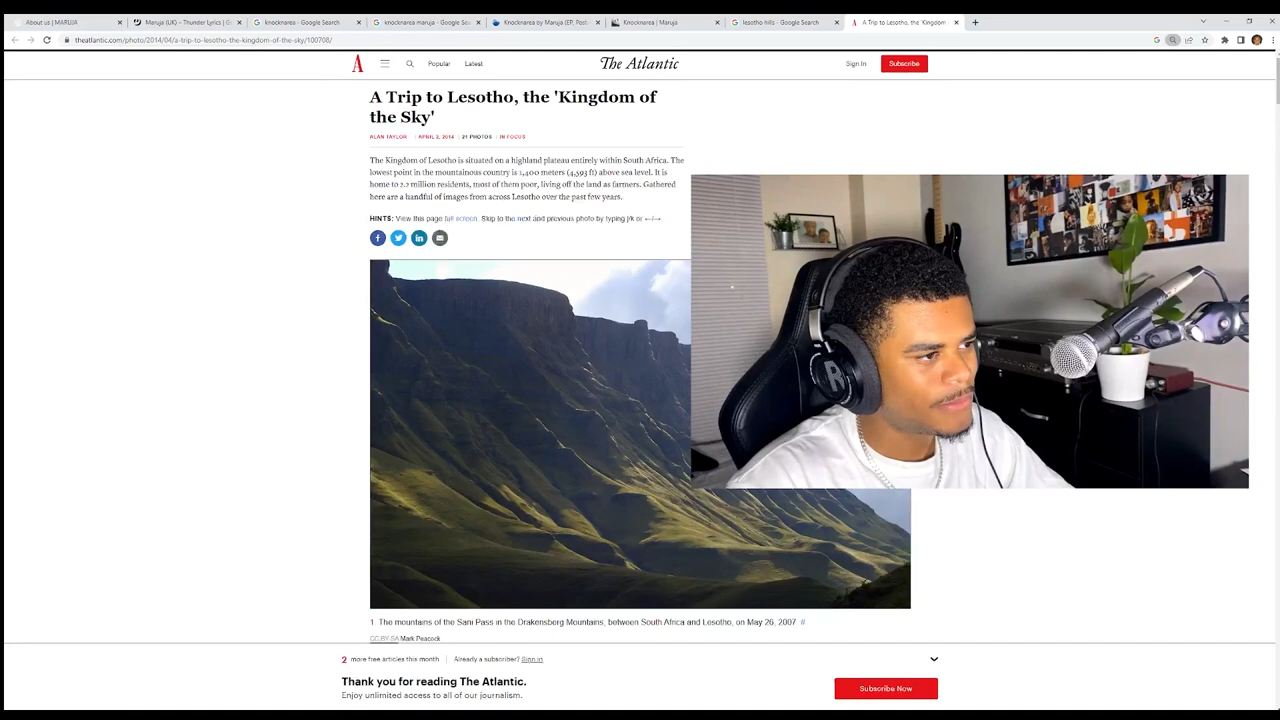 About us | MARUJA
Maruja (UK) – Thunder Lyrics | G
knocknarea - Google Search
knocknarea maruja - Google Sea
Knocknarea by Maruja (EP, Post-
Knocknarea | Maruja
lesotho hills - Google Search
A Trip to Lesotho, the 'Kingdom
theatlantic.com/photo/2014/04/a-trip-to-lesotho-the-kingdom-of-the-sky/100708/
A
Popular
Latest
The Atlantic
Sign In
Subscribe
A Trip to Lesotho, the 'Kingdom of
the Sky'
ALAN TAYLOR | APRIL 2, 2014 | 21 PHOTOS | IN FOCUS
The Kingdom of Lesotho is situated on a highland plateau entirely within South Africa. The
lowest point in the mountainous country is 1,400 meters (4,593 ft) above sea level. It is
home to 2.2 million residents, most of them poor, living off the land as farmers. Gathered
here are a handful of images from across Lesotho over the past few years.
HINTS: View this page full screen. Skip to the next and previous photo by typing j/k or ←/→
1 The mountains of the Sani Pass in the Drakensberg Mountains, between South Africa and Lesotho, on May 26, 2007 #
CC BY-SA Mark Peacock
2 more free articles this month | Already a subscriber? Sign in
Thank you for reading The Atlantic.
Enjoy unlimited access to all of our journalism.
Subscribe Now